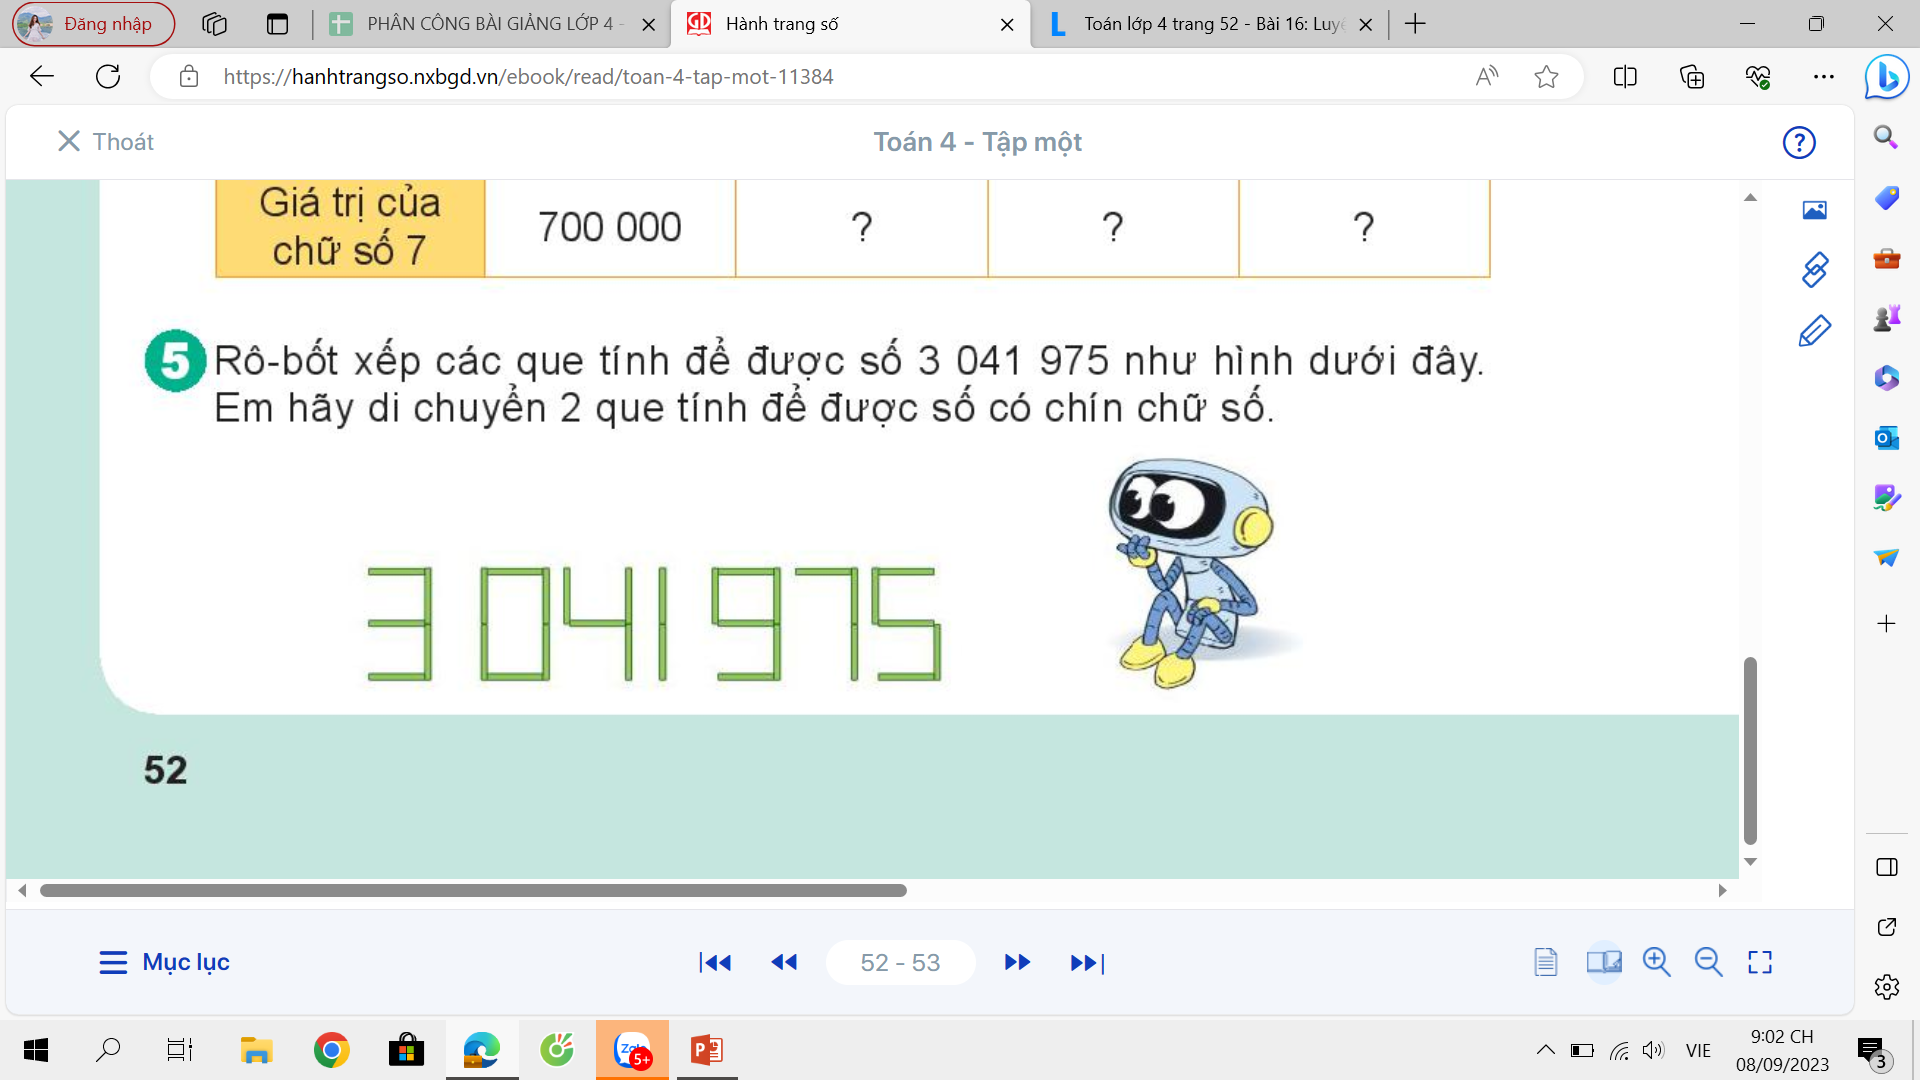 Đăng nhập
PHÂN CÔNG BÀI GIẢNG LỚP 4 -
Hành trang số
Toán lớp 4 trang 52 - Bài 16: Luyệ
https://hanhtrangso.nxbgd.vn/ebook/read/toan-4-tap-mot-11384
Thoát
Toán 4 - Tập một
Giá trị của
chữ số 7
700 000
?
?
?
5 Rô-bốt xếp các que tính để được số 3 041 975 như hình dưới đây.
Em hãy di chuyển 2 que tính để được số có chín chữ số.
3 041 975
52
Mục lục
52 - 53
Zalo
5+
VIE
9:02 CH
08/09/2023
3